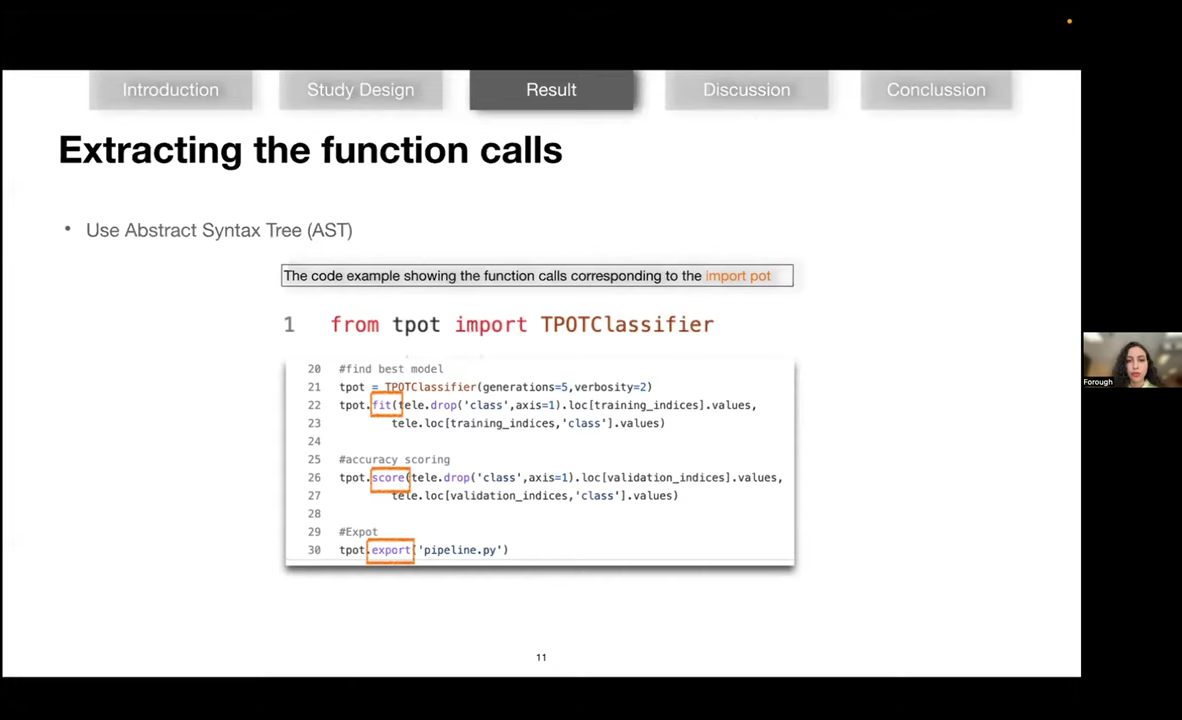 Introduction
Study Design
Result
Discussion
Conclussion
Extracting the function calls
• Use Abstract Syntax Tree (AST)
The code example showing the function calls corresponding to the import pot
1 from tpot import TPOTClassifier
20 #find best model
21 tpot = TPOTClassifier(generations=5,verbosity=2)
22 tpot.fit(tele.drop('class',axis=1).loc[training_indices].values,
23 tele.loc[training_indices,'class'].values)
24
25 #accuracy scoring
26 tpot.score(tele.drop('class',axis=1).loc[validation_indices].values,
27 tele.loc[validation_indices,'class'].values)
28
29 #Expot
30 tpot.export('pipeline.py')
11
Forough